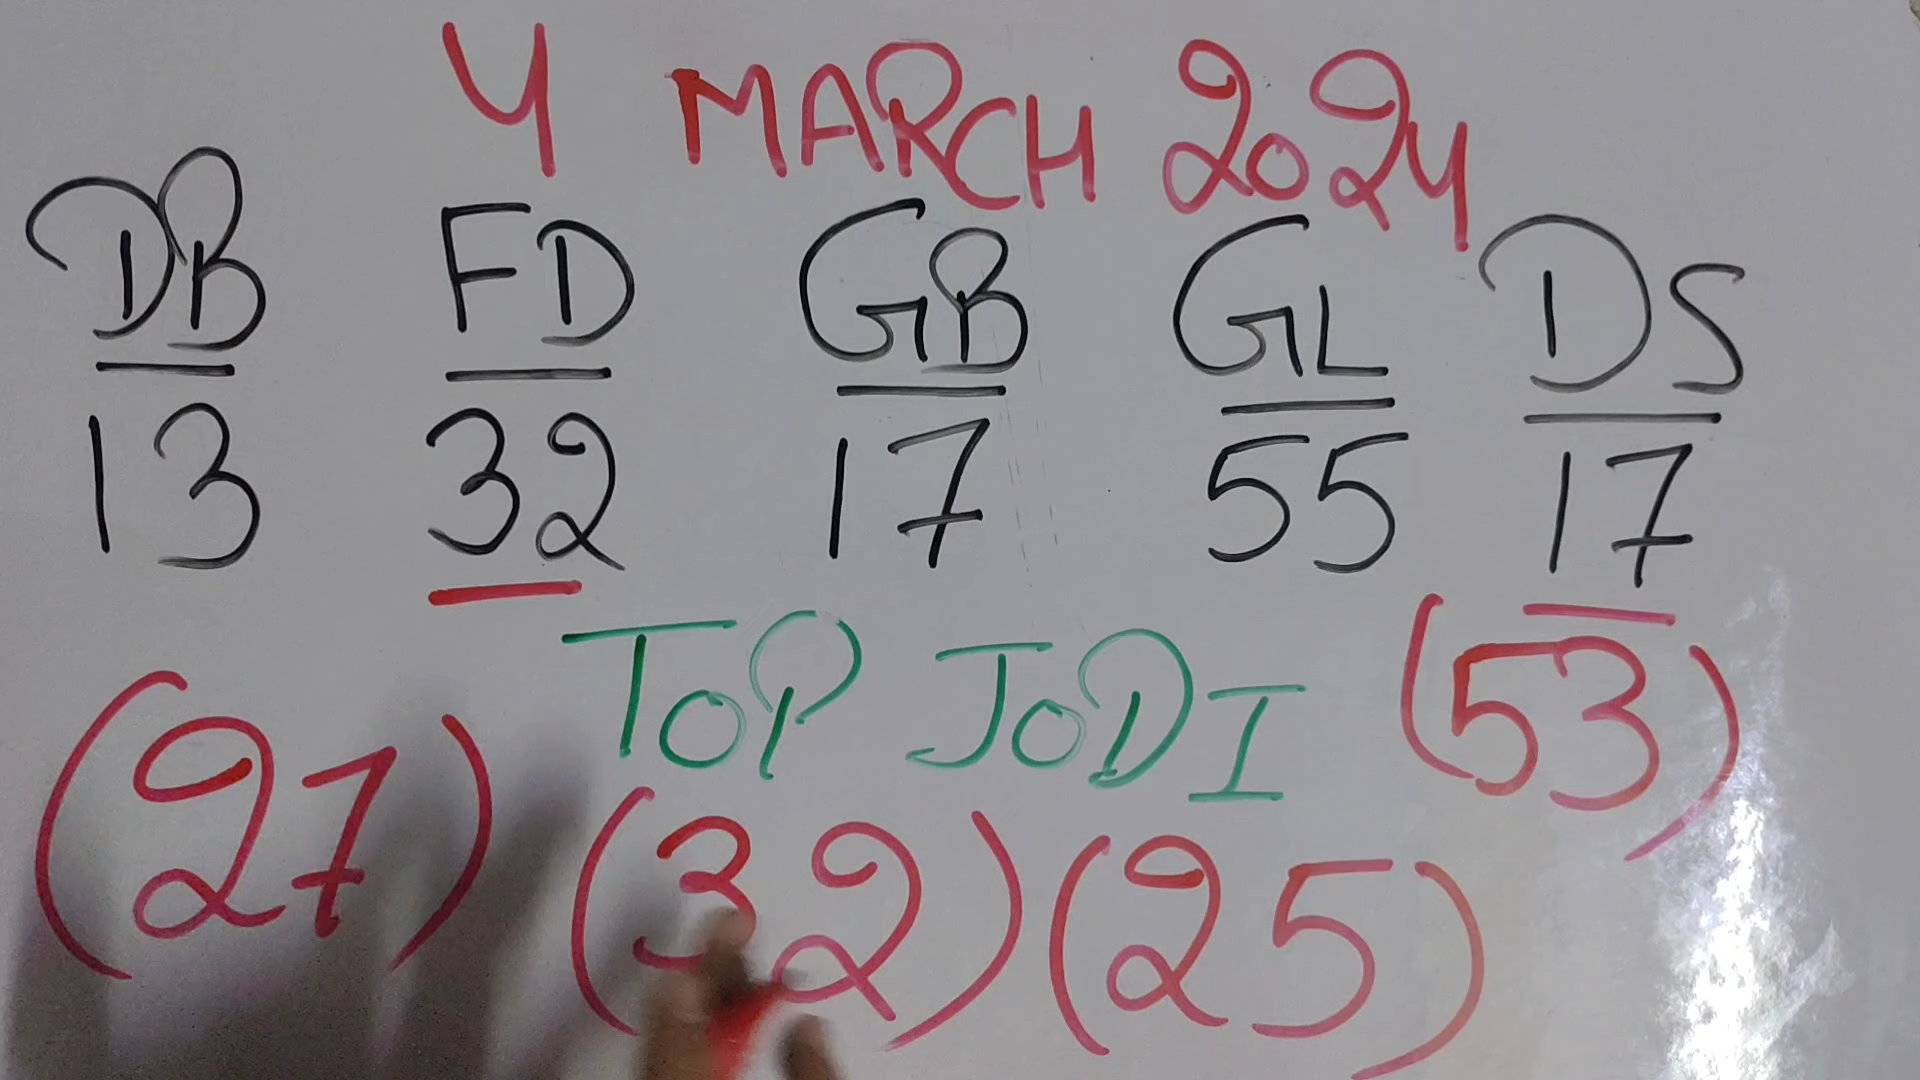 4 MARCH 2024
DB FD GB GL DS
13 32 17 55 17
TOP JODI (53)
(27) (32) (25)